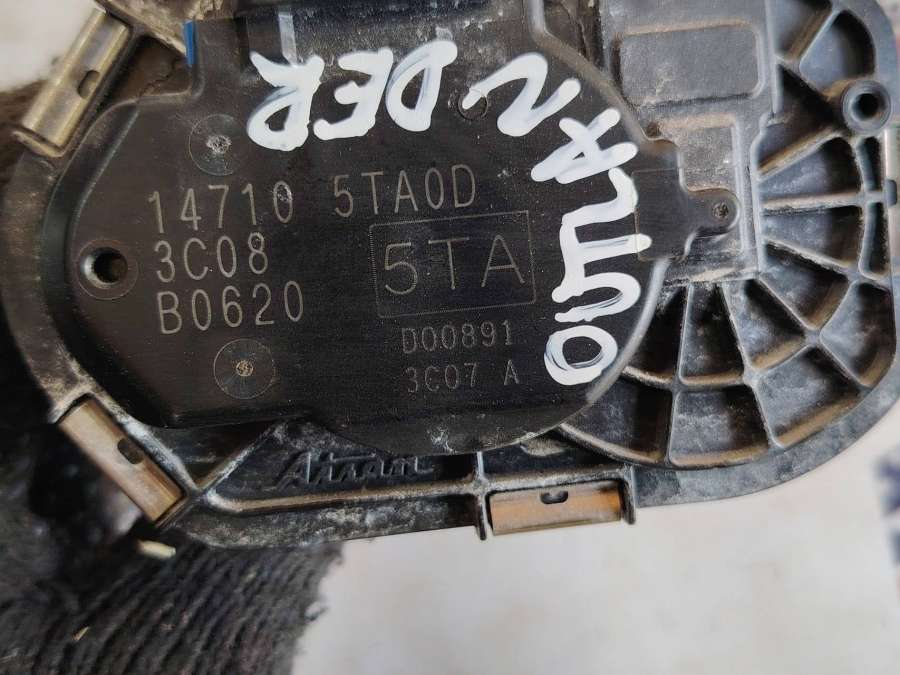 OUTLANDER
14710 5TA0D
3C08
B0620
5TA
D00891
3C07 A